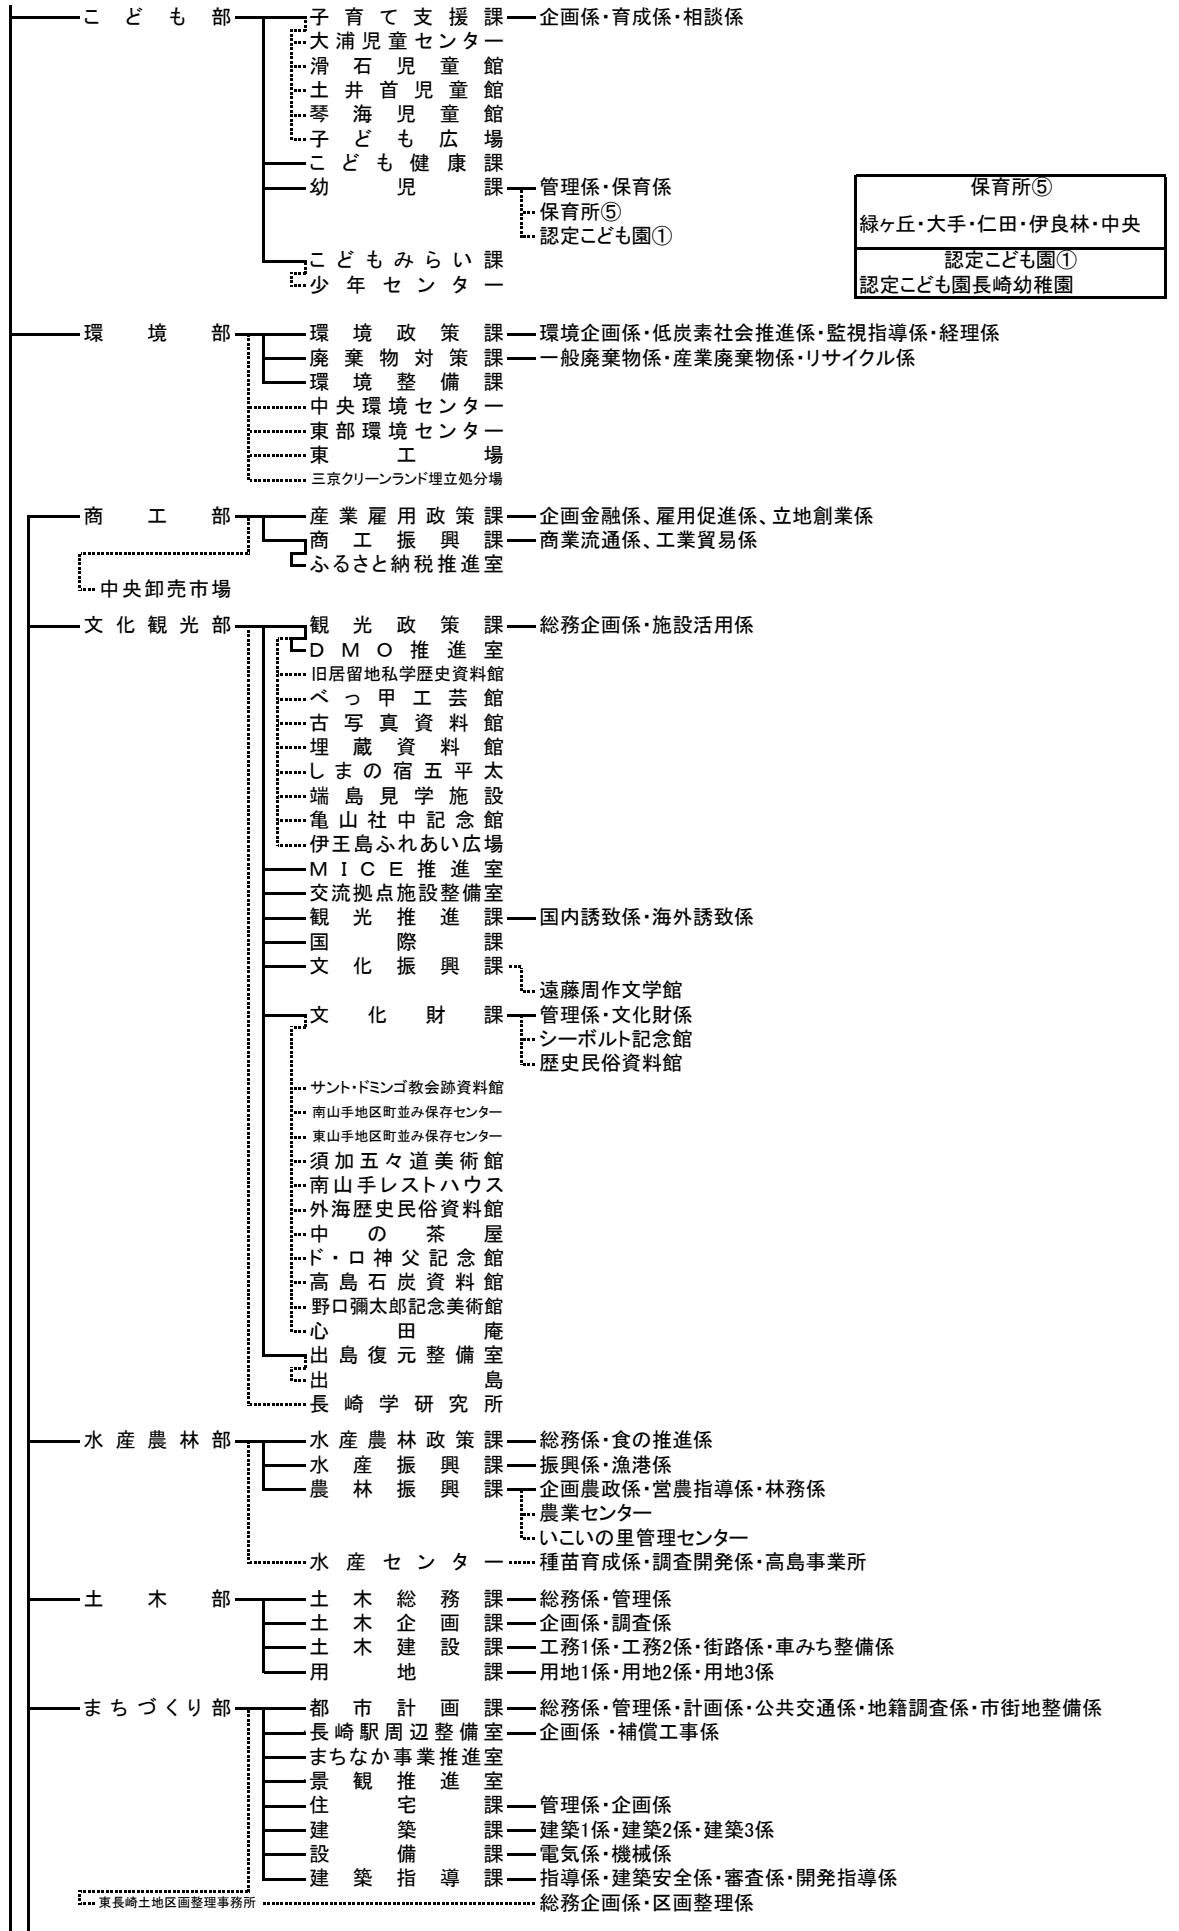 こども部 子育て支援課 企画係・育成係・相談係
大浦児童センター
滑石児童館
土井首児童館
琴海児童館
子ども広場
こども健康課
幼児課 管理係・保育係
保育所⑤
認定こども園①
こどもみらい課
少年センター
保育所⑤
緑ヶ丘・大手・仁田・伊良林・中央
認定こども園①
認定こども園長崎幼稚園
環境部 環境政策課 環境企画係・低炭素社会推進係・監視指導係・経理係
廃棄物対策課 一般廃棄物係・産業廃棄物係・リサイクル係
環境整備課
中央環境センター
東部環境センター
東工場
三京クリーンランド埋立処分場
商工部 産業雇用政策課 企画金融係、雇用促進係、立地創業係
商工振興課 商業流通係、工業貿易係
ふるさと納税推進室
中央卸売市場
文化観光部 観光政策課 総務企画係・施設活用係
DMO推進室
旧居留地私学歴史資料館
べっ甲工芸館
古写真資料館
埋蔵資料館
しまの宿五平太
端島見学施設
亀山社中記念館
伊王島ふれあい広場
MICE推進室
交流拠点施設整備室
観光推進課 国内誘致係・海外誘致係
国際課
文化振興課
遠藤周作文学館
文化財課 管理係・文化財係
シーボルト記念館
歴史民俗資料館
サント・ドミンゴ教会跡資料館
南山手地区町並み保存センター
東山手地区町並み保存センター
須加五々道美術館
南山手レストハウス
外海歴史民俗資料館
中の茶屋
ド・ロ神父記念館
高島石炭資料館
野口彌太郎記念美術館
心田庵
出島復元整備室
出島
長崎学研究所
水産農林部 水産農林政策課 総務係・食の推進係
水産振興課 振興係・漁港係
農林振興課 企画農政係・営農指導係・林務係
農業センター
いこいの里管理センター
水産センター 種苗育成係・調査開発係・高島事業所
土木部 土木総務課 総務係・管理係
土木企画課 企画係・調査係
土木建設課 工務1係・工務2係・街路係・車みち整備係
用地課 用地1係・用地2係・用地3係
まちづくり部 都市計画課 総務係・管理係・計画係・公共交通係・地籍調査係・市街地整備係
長崎駅周辺整備室 企画係・補償工事係
まちなか事業推進室
景観推進室
住宅課 管理係・企画係
建築課 建築1係・建築2係・建築3係
設備課 電気係・機械係
建築指導課 指導係・建築安全係・審査係・開発指導係
東長崎土地区画整理事務所 総務企画係・区画整理係